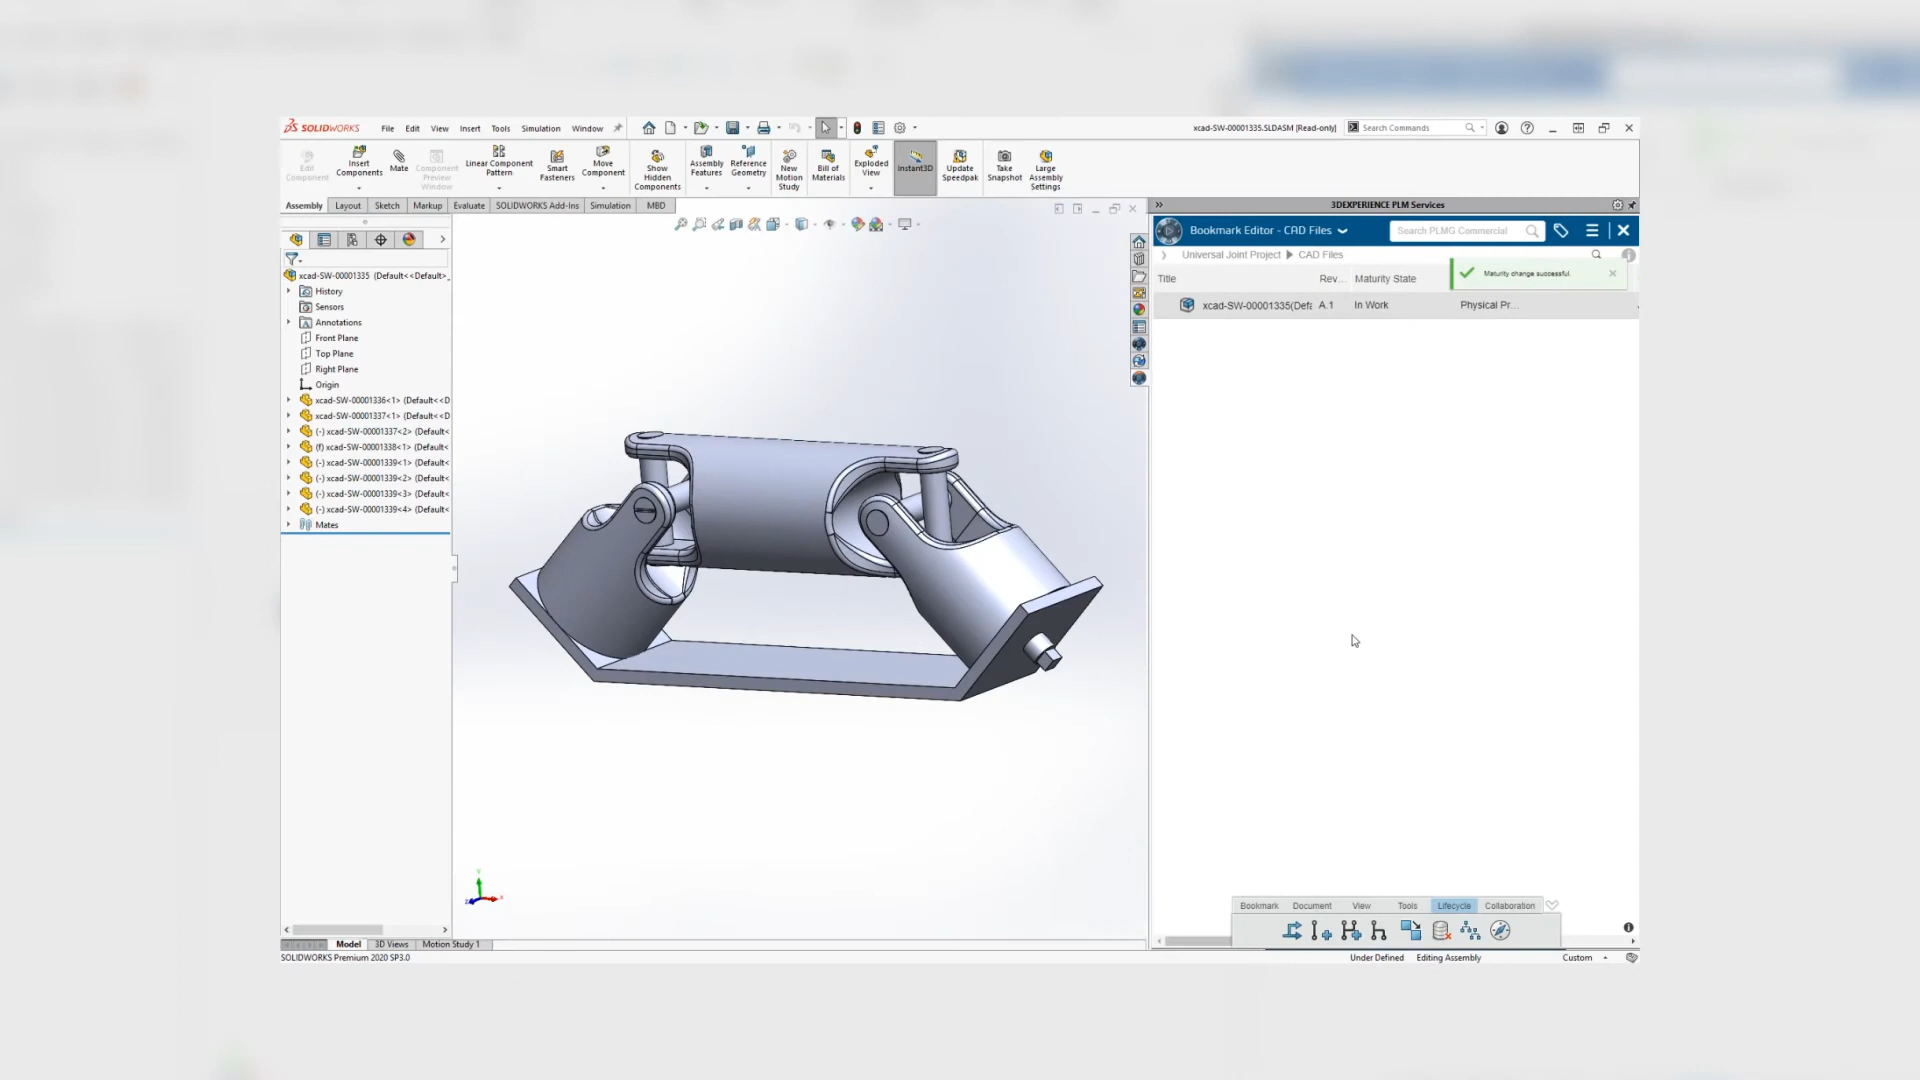 SOLIDWORKS File Edit View Insert Tools Simulation Window
xcad-SW-00001335.SLDASM [Read-only] Search Commands
Edit Component
Insert Components
Mate
Component Preview Window
Linear Component Pattern
Smart Fasteners
Move Component
Show Hidden Components
Assembly Features
Reference Geometry
New Motion Study
Bill of Materials
Exploded View
Instant3D
Update Speedpak
Take Snapshot
Large Assembly Settings
Assembly Layout Sketch Markup Evaluate SOLIDWORKS Add-Ins Simulation MBD
xcad-SW-00001335 (Default<<Default>_
History
Sensors
Annotations
Front Plane
Top Plane
Right Plane
Origin
xcad-SW-00001336<1> (Default<<D
xcad-SW-00001337<1> (Default<<D
(-) xcad-SW-00001337<2> (Default<
(f) xcad-SW-00001338<1> (Default<
(-) xcad-SW-00001339<1> (Default<
(-) xcad-SW-00001339<2> (Default<
(-) xcad-SW-00001339<3> (Default<
(-) xcad-SW-00001339<4> (Default<
Mates
Model 3D Views Motion Study 1
SOLIDWORKS Premium 2020 SP3.0
3DEXPERIENCE PLM Services
Bookmark Editor - CAD Files
Search PLMG Commercial
Universal Joint Project CAD Files
Title Rev... Maturity State
Maturity change successful.
xcad-SW-00001335(Defa A.1 In Work Physical Pr...
Bookmark Document View Tools Lifecycle Collaboration
Under Defined Editing Assembly Custom